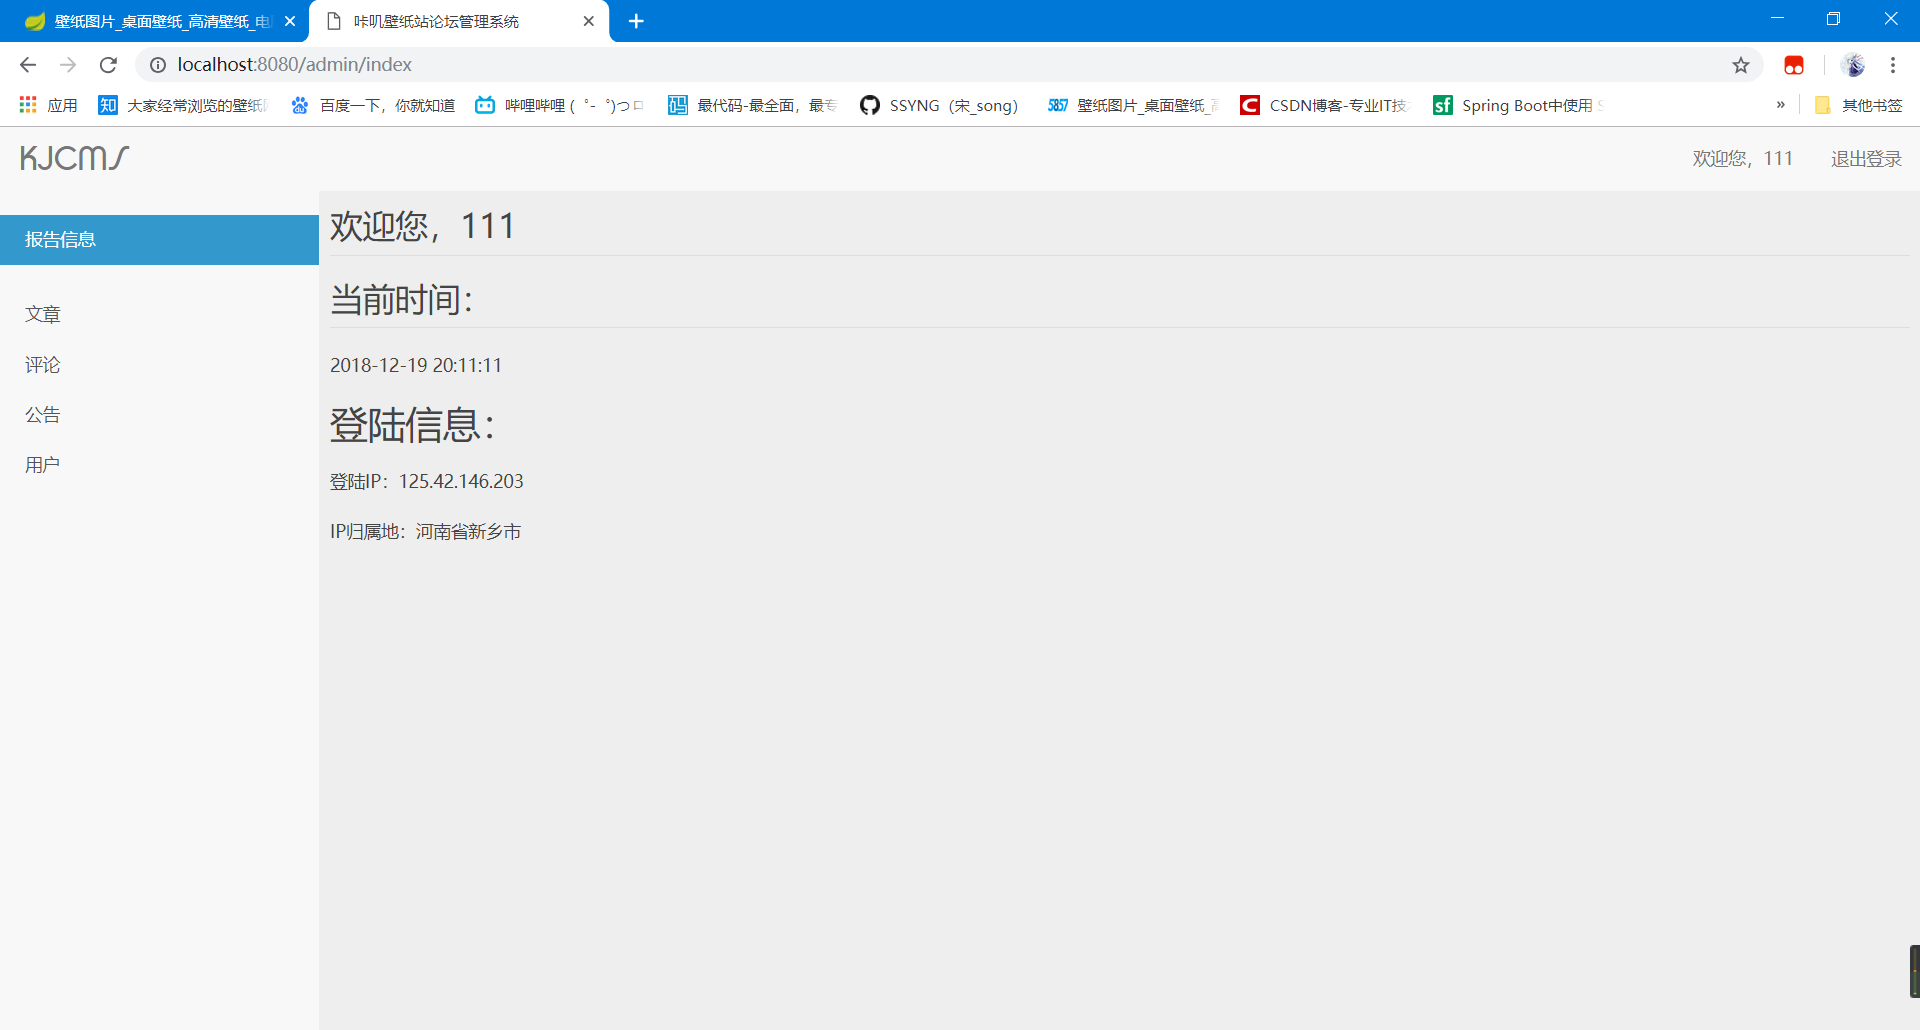 壁纸图片_桌面壁纸_高清壁纸_电
咔叽壁纸站论坛管理系统
localhost:8080/admin/index
应用
知 大家经常浏览的壁纸
百度一下，你就知道
哔哩哔哩 (゜-゜)つロ
码 最代码-最全面，最专
SSYNG（宋_song）
5857 壁纸图片_桌面壁纸_高
C CSDN博客-专业IT技
sf Spring Boot中使用 S
»
其他书签
KJCMS
欢迎您，111
退出登录
报告信息
文章
评论
公告
用户
欢迎您，111
当前时间：
2018-12-19 20:11:11
登陆信息：
登陆IP：125.42.146.203
IP归属地：河南省新乡市